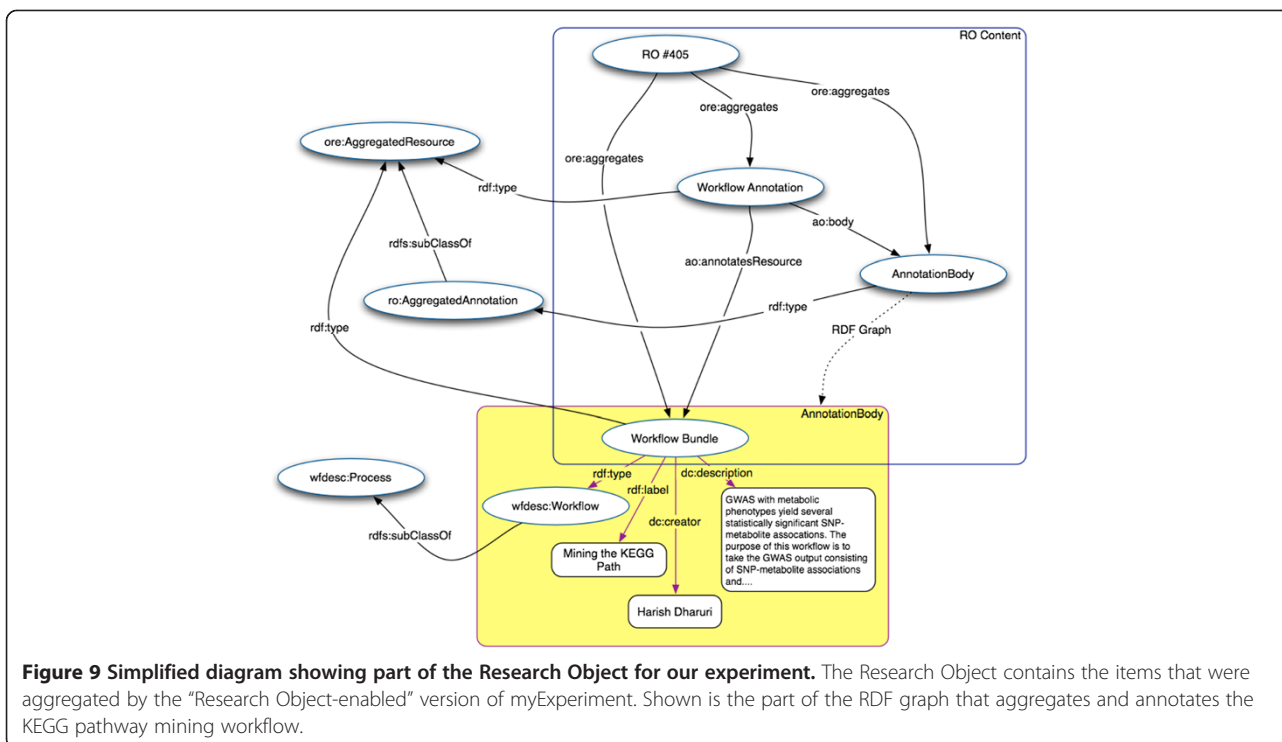 RO Content
RO #405
ore:aggregates
ore:aggregates
ore:AggregatedResource
ore:aggregates
rdf:type
Workflow Annotation
ao:body
rdfs:subClassOf
ao:annotatesResource
AnnotationBody
ro:AggregatedAnnotation
rdf:type
rdf:type
RDF Graph
AnnotationBody
Workflow Bundle
rdf:type
dc:description
wfdesc:Process
rdf:label
wfdesc:Workflow
dc:creator
rdfs:subClassOf
GWAS with metabolic
phenotypes yield several
statistically significant SNP-
metabolite assocations. The
purpose of this workflow is to
take the GWAS output consisting
of SNP-metabolite associations
and....
Mining the KEGG
Path
Harish Dharuri
Figure 9 Simplified diagram showing part of the Research Object for our experiment. The Research Object contains the items that were
aggregated by the “Research Object-enabled” version of myExperiment. Shown is the part of the RDF graph that aggregates and annotates the
KEGG pathway mining workflow.